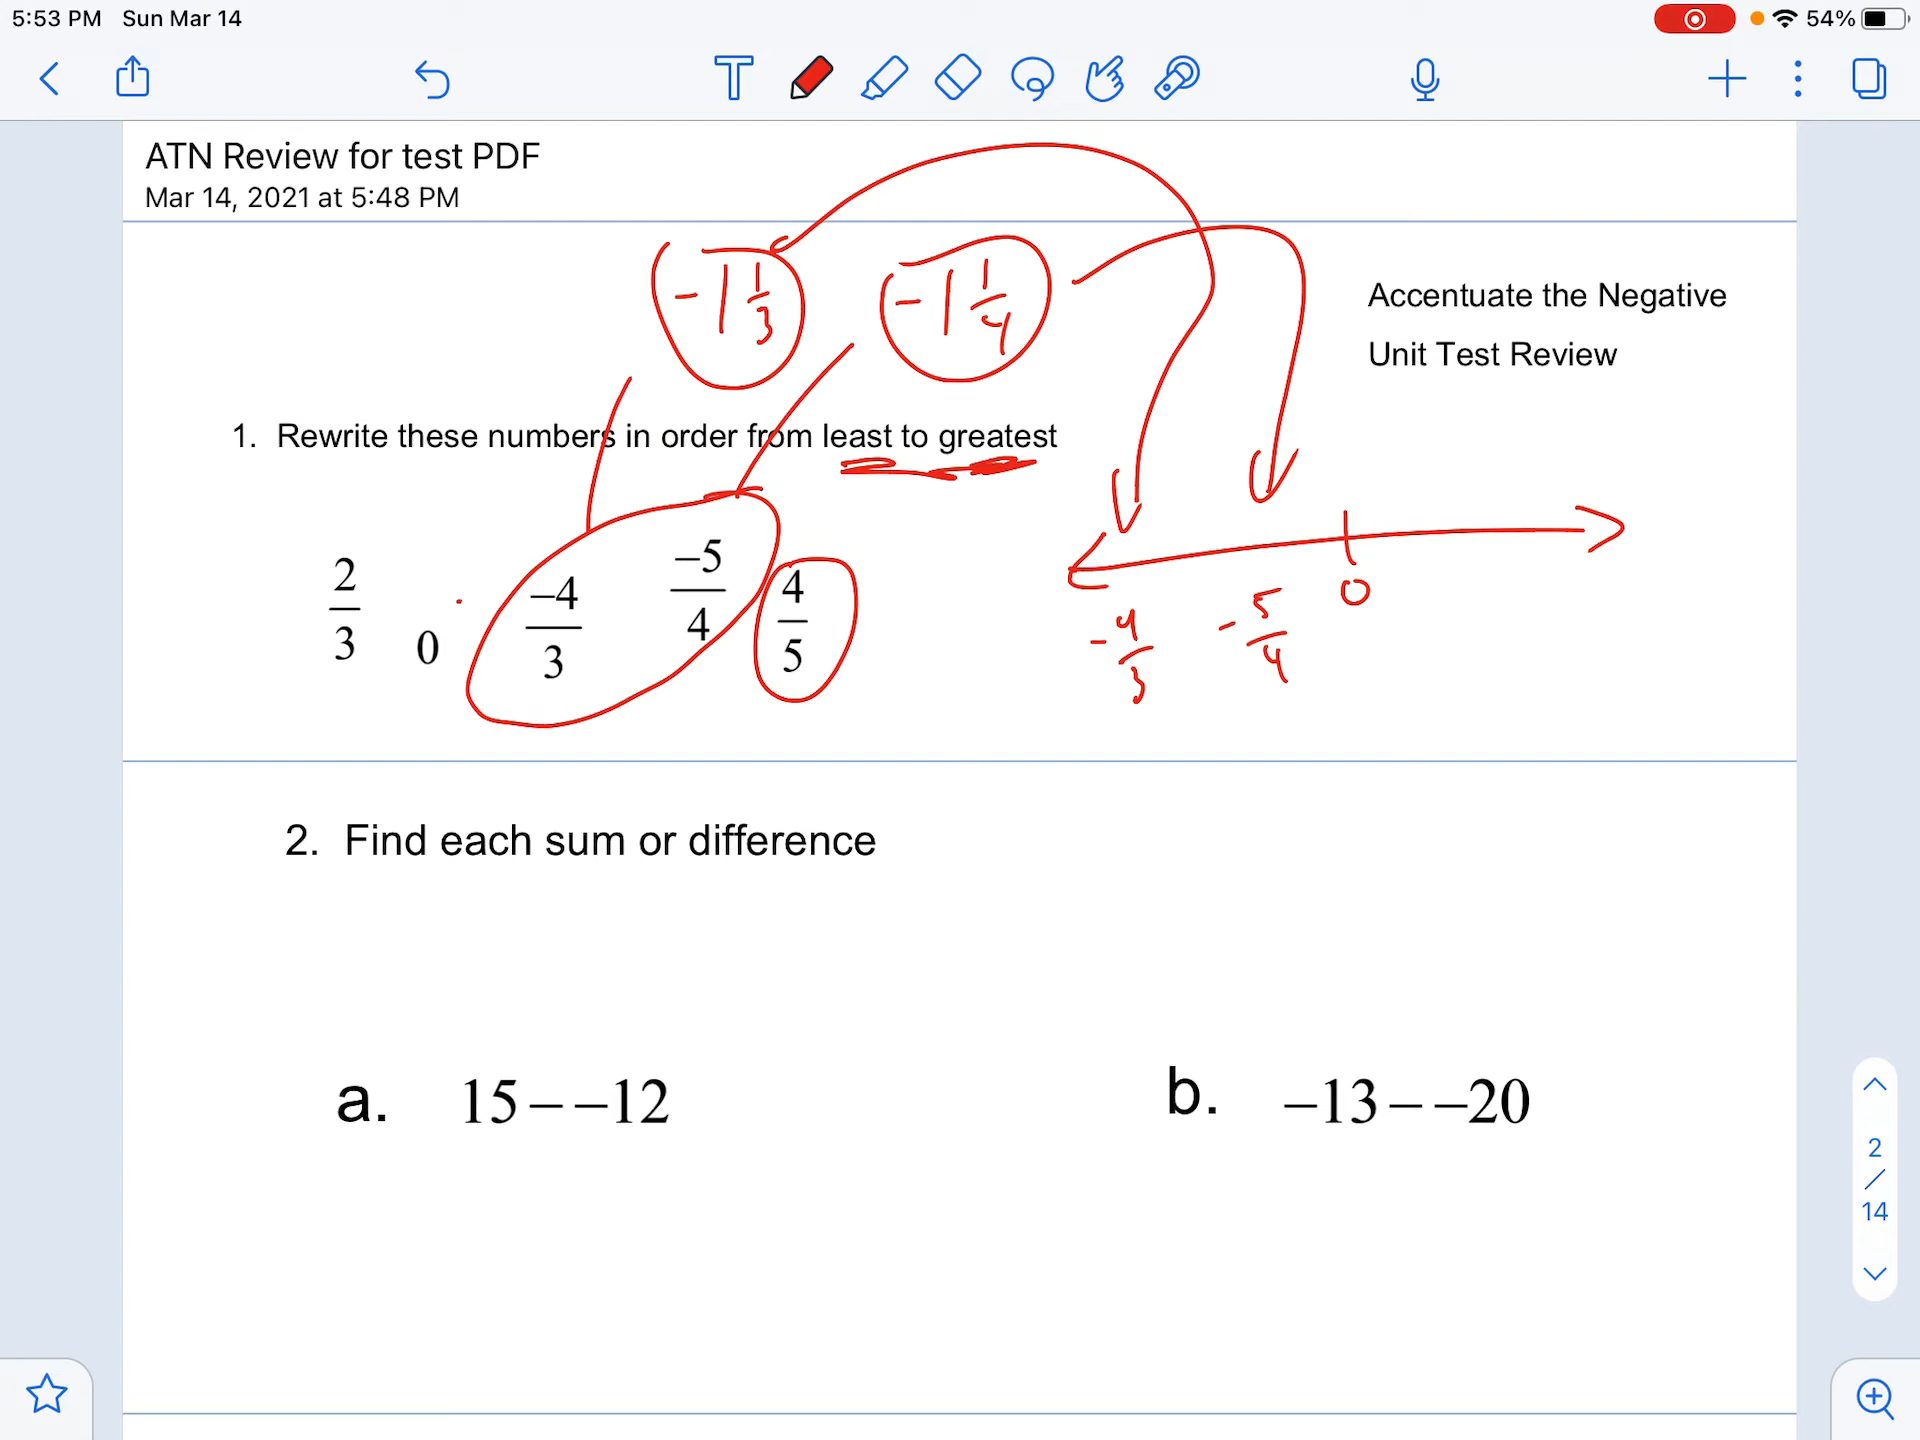 5:53 PM Sun Mar 14 54%
ATN Review for test PDF
Mar 14, 2021 at 5:48 PM
-1 1/3 -1 1/4
Accentuate the Negative
Unit Test Review
1. Rewrite these numbers in order from least to greatest
2/3 0 −4/3 −5/4 4/5
-4/3 -5/4 0
2. Find each sum or difference
a. 15 − −12 b. −13 − −20
2
/
14